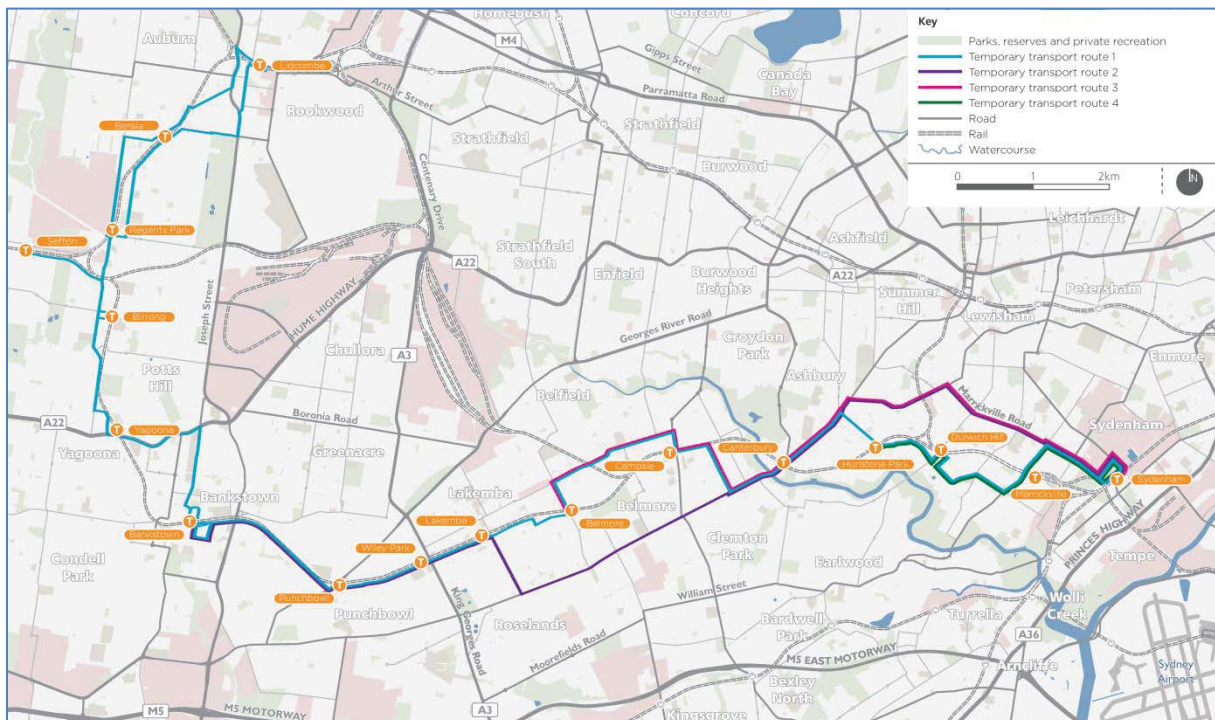 Homebush
Concord
Auburn
M4
Gipps Street
Lidcombe
Canada
Bay
Rookwood
Arthur Street
Parramatta Road
Strathfield
Strathfield
Berala
Burwood
Centenary Drive
Regents Park
Sefton
Strathfield
South
A22
Enfield
Burwood
Heights
Ashfield
A22
Summer
Hill
Leichhardt
Petersham
Lewisham
Enmore
Birrong
Joseph Street
HUME HIGHWAY
Chullora
A3
Georges River Road
Croydon
Park
Ashbury
Potts
Hill
Belfield
Marrickville Road
Sydenham
A22
Yagoona
Boronia Road
Yagoona
Greenacre
Campsie
Canterbury
Hurlstone Park
Dulwich Hill
Marrickville
Sydenham
Bankstown
Bankstown
Lakemba
Lakemba
Belmore
Belmore
Wiley Park
Clemton
Park
Earlwood
PRINCES HIGHWAY
Tempe
Condell
Park
Punchbowl
Punchbowl
King Georges Road
Roselands
William Street
Bardwell
Park
Turrella
Wolli
Creek
Moorefields Road
A36
M5 EAST MOTORWAY
Arncliffe
Sydney
Airport
Bexley
North
M5
M5 MOTORWAY
A3
Kingsgrove
Key
Parks, reserves and private recreation
Temporary transport route 1
Temporary transport route 2
Temporary transport route 3
Temporary transport route 4
Road
Rail
Watercourse
0 1 2km
N